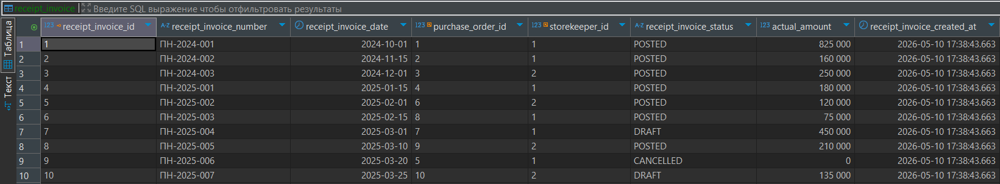 receipt_invoice Введите SQL выражение чтобы отфильтровать результаты
Таблица
Текст
123 receipt_invoice_id A-Z receipt_invoice_number receipt_invoice_date 123 purchase_order_id 123 storekeeper_id A-Z receipt_invoice_status 123 actual_amount receipt_invoice_created_at
1 1 ПН-2024-001 2024-10-01 1 1 POSTED 825 000 2026-05-10 17:38:43.663
2 2 ПН-2024-002 2024-11-15 2 1 POSTED 160 000 2026-05-10 17:38:43.663
3 3 ПН-2024-003 2024-12-01 3 2 POSTED 250 000 2026-05-10 17:38:43.663
4 4 ПН-2025-001 2025-01-15 4 1 POSTED 180 000 2026-05-10 17:38:43.663
5 5 ПН-2025-002 2025-02-01 6 2 POSTED 120 000 2026-05-10 17:38:43.663
6 6 ПН-2025-003 2025-02-15 8 1 POSTED 75 000 2026-05-10 17:38:43.663
7 7 ПН-2025-004 2025-03-01 7 1 DRAFT 450 000 2026-05-10 17:38:43.663
8 8 ПН-2025-005 2025-03-10 9 2 POSTED 210 000 2026-05-10 17:38:43.663
9 9 ПН-2025-006 2025-03-20 5 1 CANCELLED 0 2026-05-10 17:38:43.663
10 10 ПН-2025-007 2025-03-25 10 2 DRAFT 135 000 2026-05-10 17:38:43.663